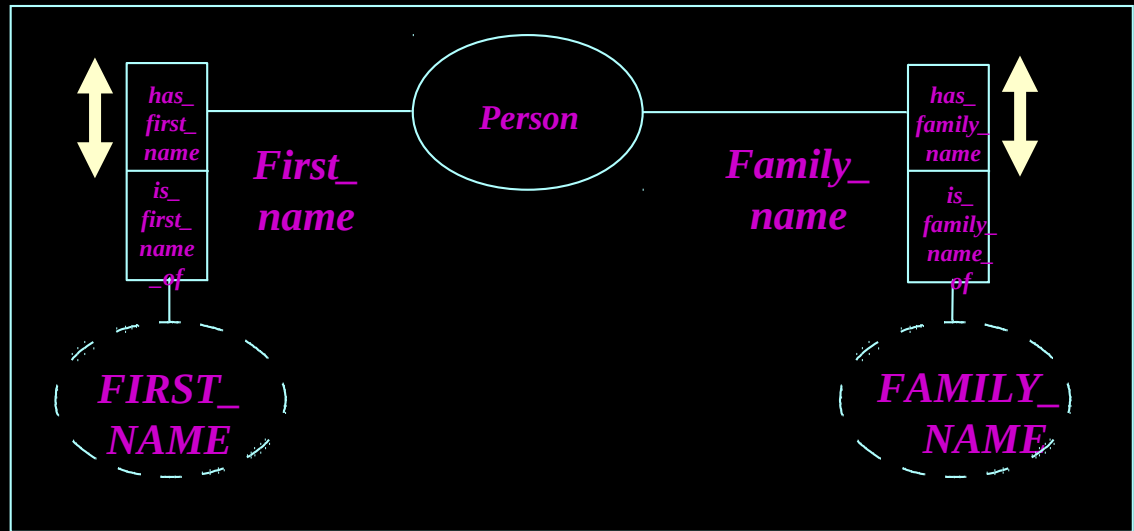 has_
first_
name
is_
first_
name
_of
First_
name
Person
Family_
name
has_
family_
name
is_
family_
name_
of
FIRST_
NAME
FAMILY_
NAME